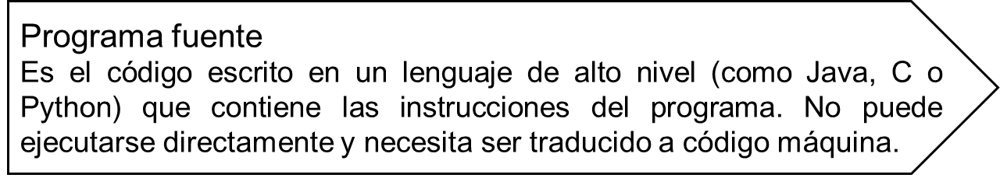 Programa fuente
Es el código escrito en un lenguaje de alto nivel (como Java, C o
Python) que contiene las instrucciones del programa. No puede
ejecutarse directamente y necesita ser traducido a código máquina.